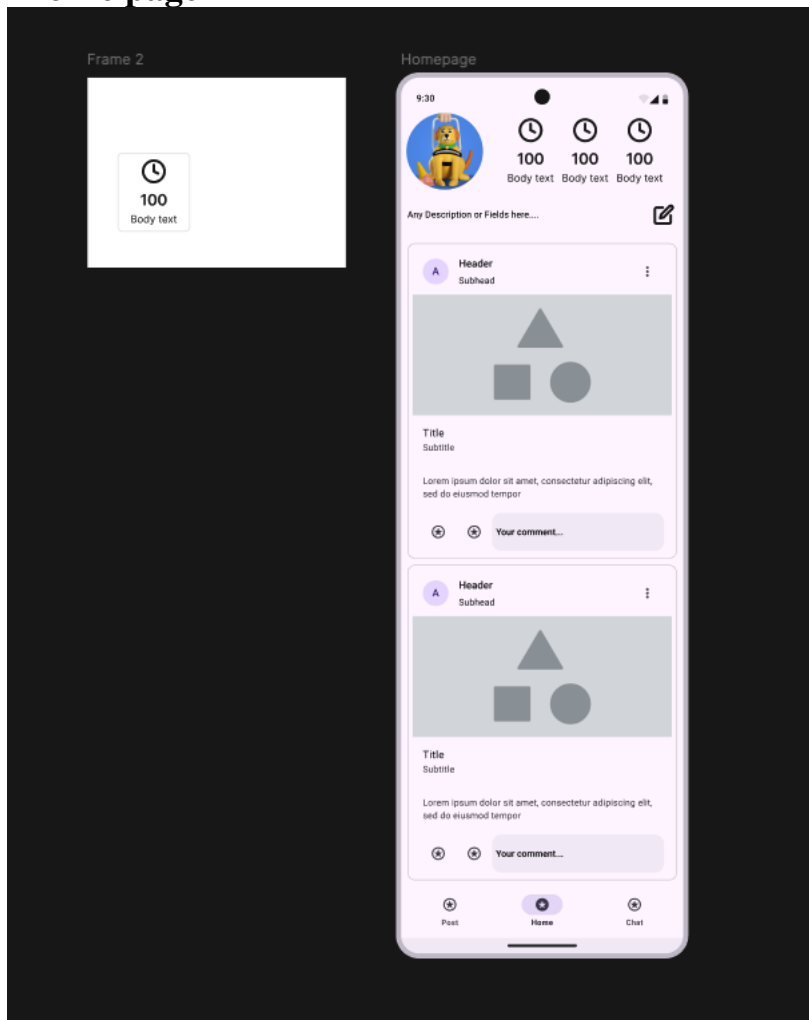 Frame 2
Homepage
100
Body text
9:30
100 100 100
Body text Body text Body text
Any Description or Fields here....
A
Header
Subhead
Title
Subtitle
Lorem ipsum dolor sit amet, consectetur adipiscing elit,
sed do eiusmod tempor
Your comment...
A
Header
Subhead
Title
Subtitle
Lorem ipsum dolor sit amet, consectetur adipiscing elit,
sed do eiusmod tempor
Your comment...
Post Home Chat